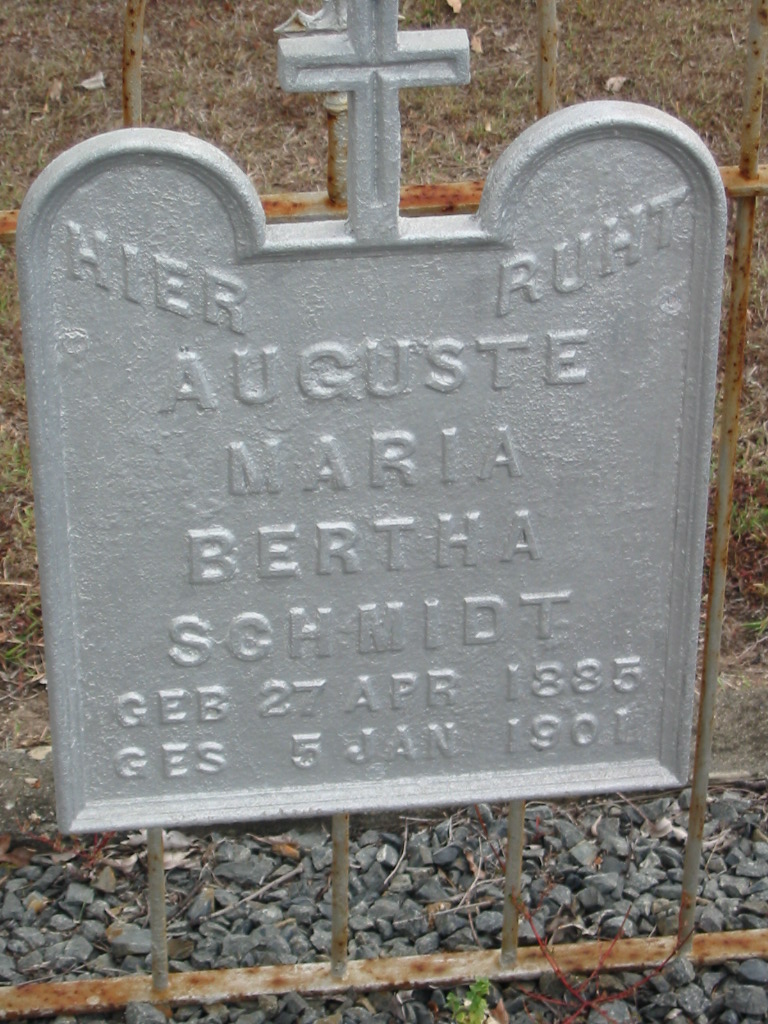 HIER RUHT
AUGUSTE
MARIA
BERTHA
SCHMIDT
GEB 27 APR 1885
GES 5 JAN 1901